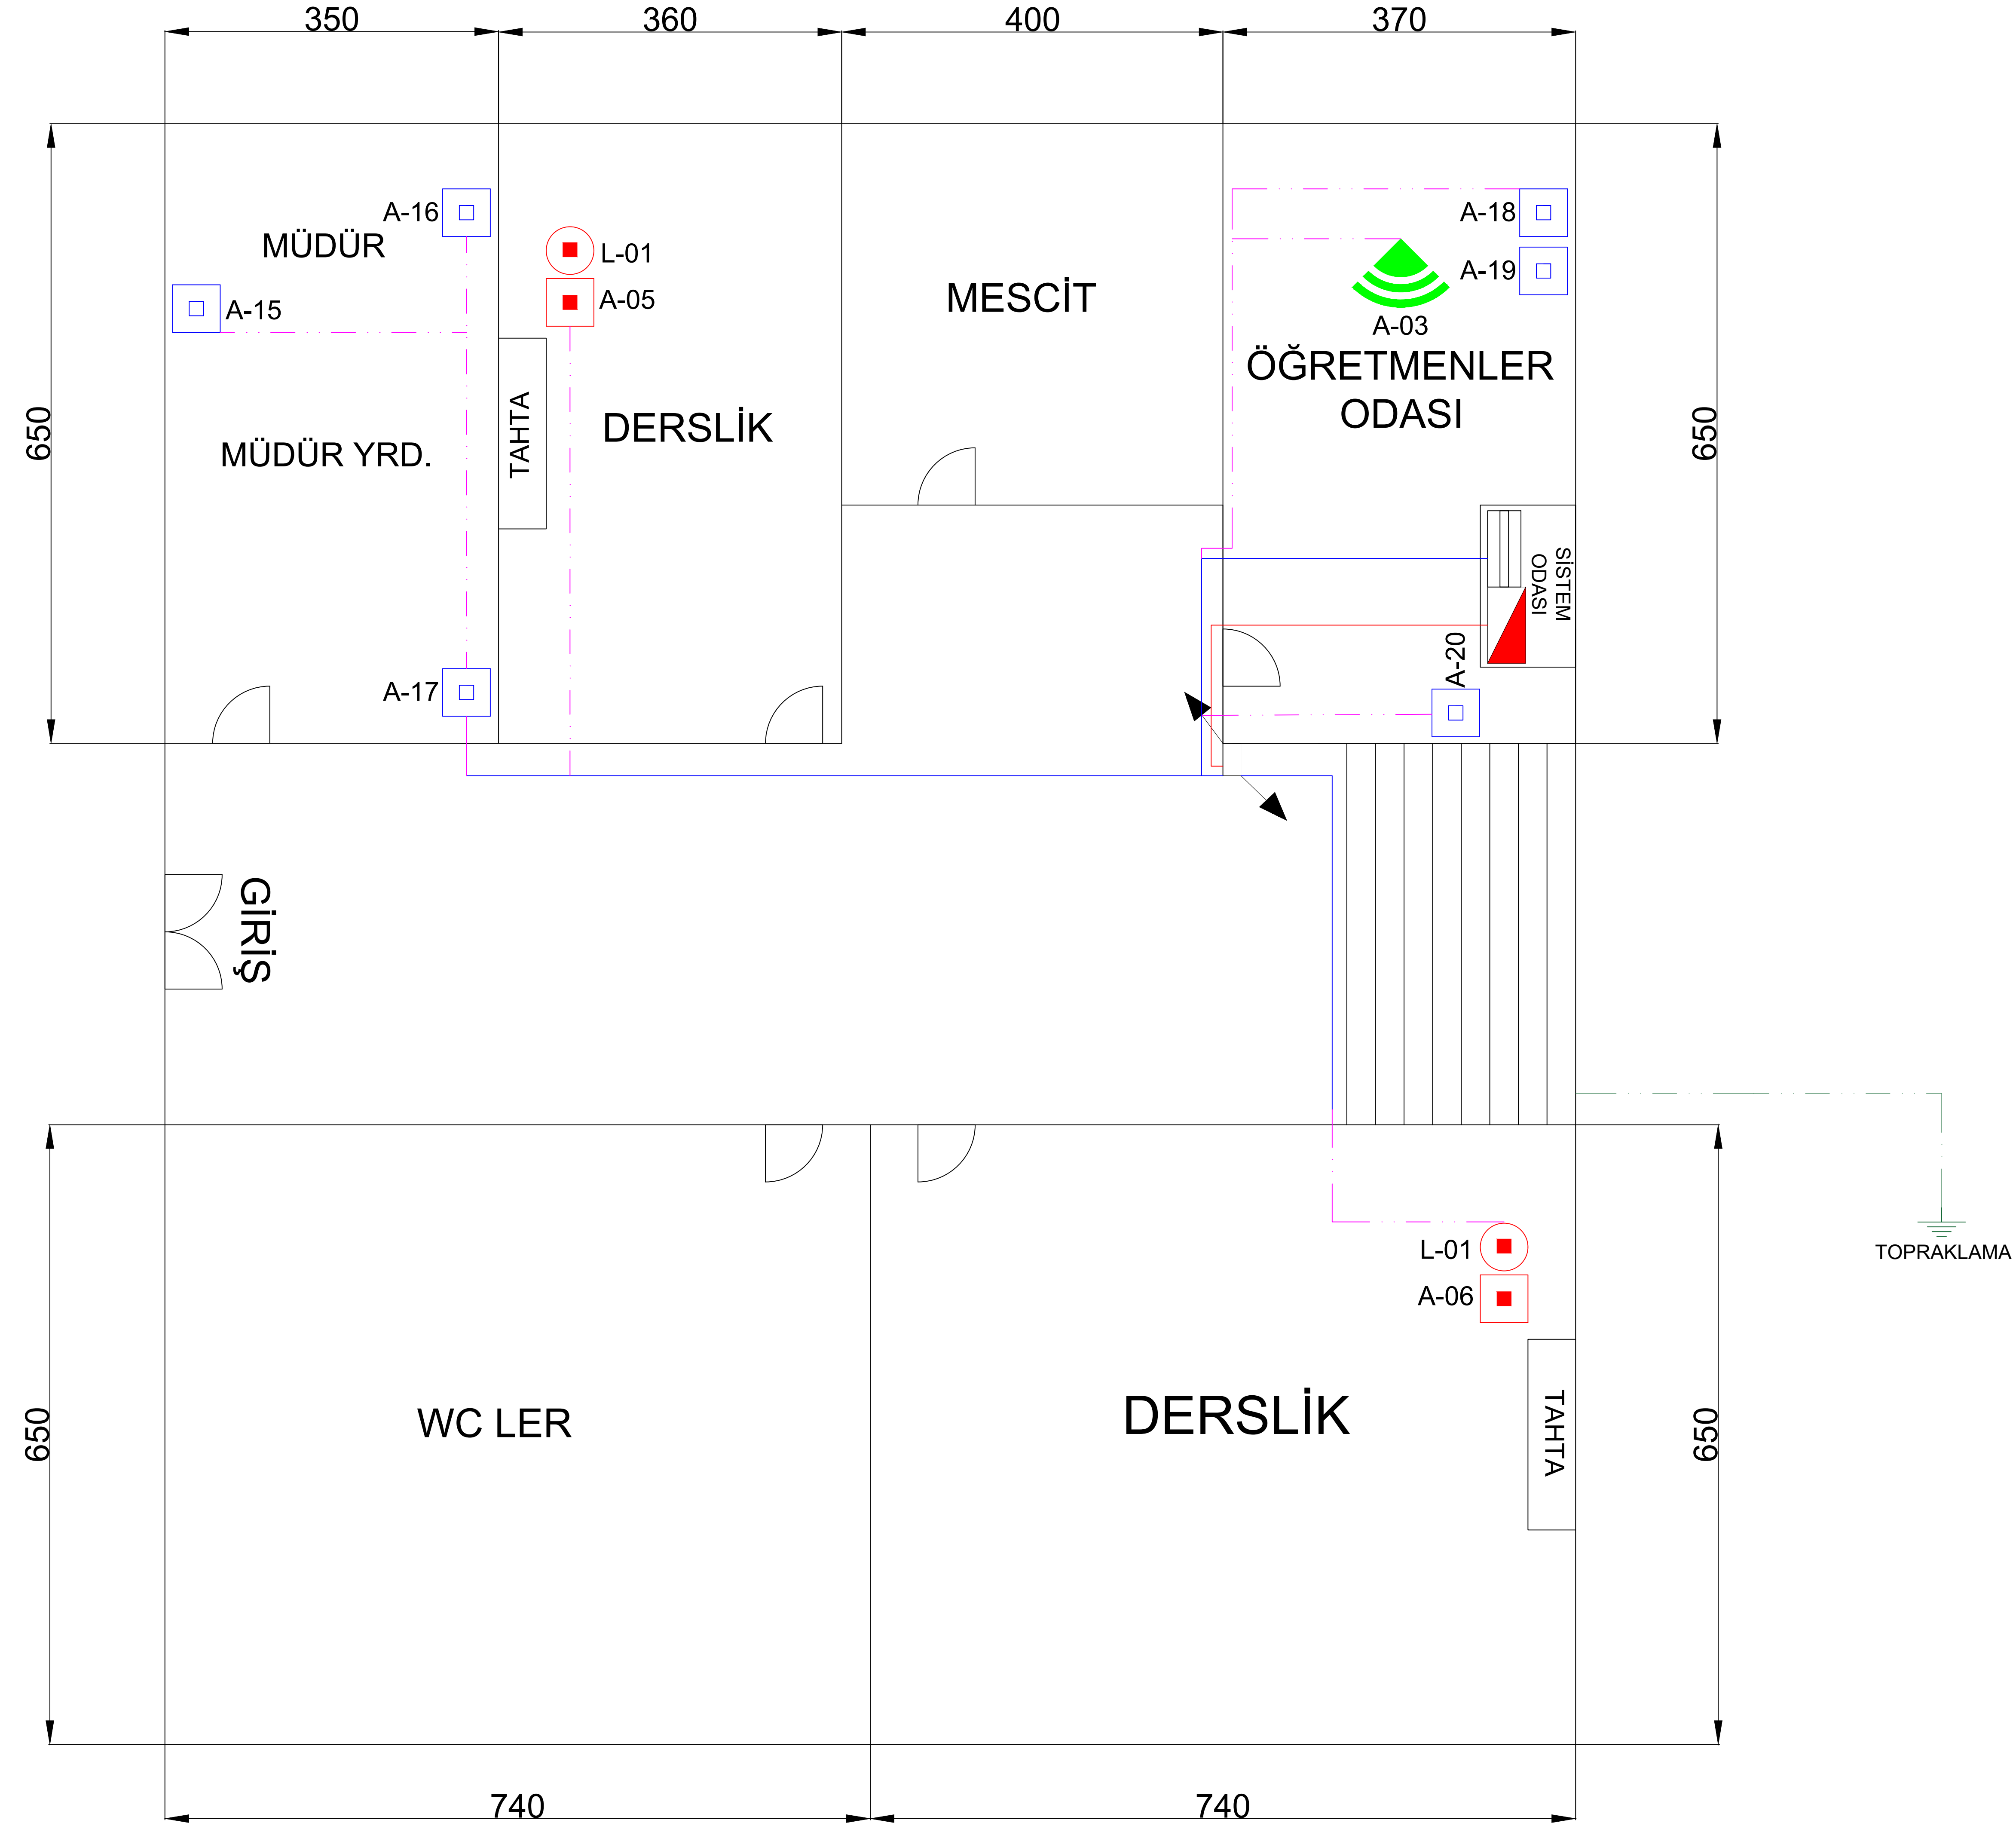 350
360
400
370
A-16
MÜDÜR
A-15
L-01
A-05
MESCİT
A-18
A-19
A-03
ÖĞRETMENLER
ODASI
650
MÜDÜR YRD.
TAHTA
DERSLİK
650
SİSTEM
ODASI
A-17
A-20
GİRİŞ
L-01
A-06
TOPRAKLAMA
650
WC LER
DERSLİK
TAHTA
650
740
740